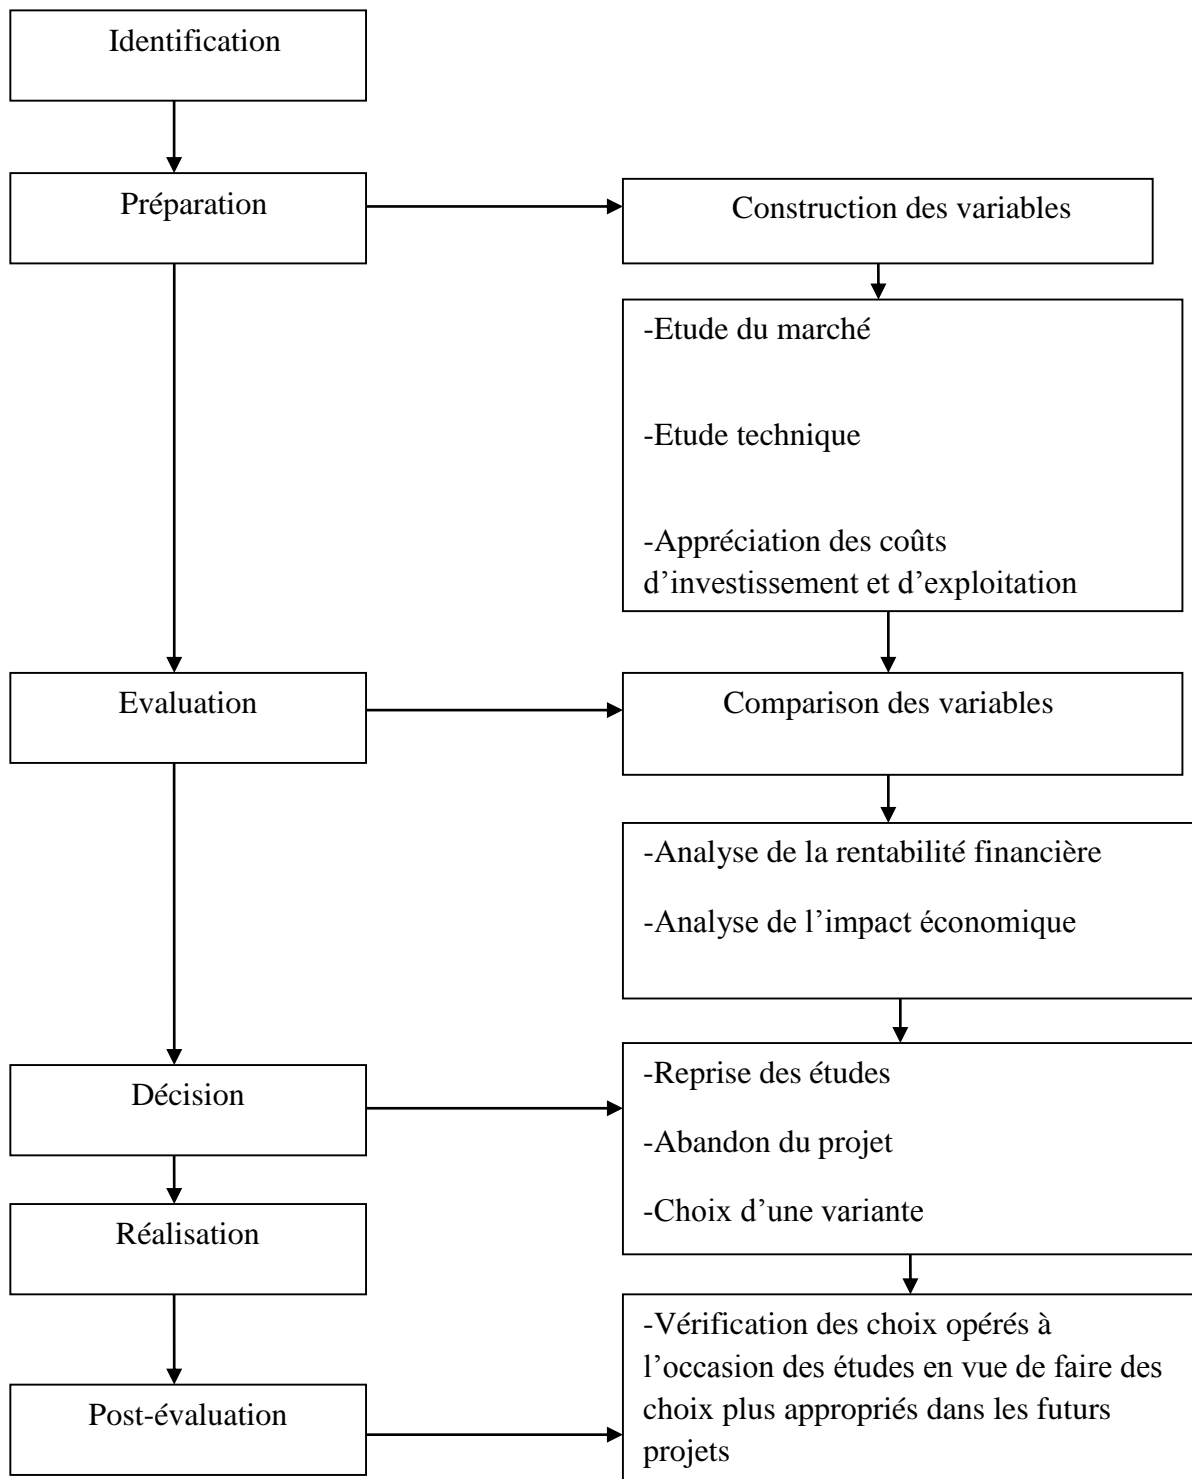 Identification
Préparation
Construction des variables
-Etude du marché
-Etude technique
-Appréciation des coûts
d’investissement et d’exploitation
Evaluation
Comparison des variables
-Analyse de la rentabilité financière
-Analyse de l’impact économique
Décision
-Reprise des études
-Abandon du projet
-Choix d’une variante
Réalisation
-Vérification des choix opérés à
l’occasion des études en vue de faire des
choix plus appropriés dans les futurs
projets
Post-évaluation